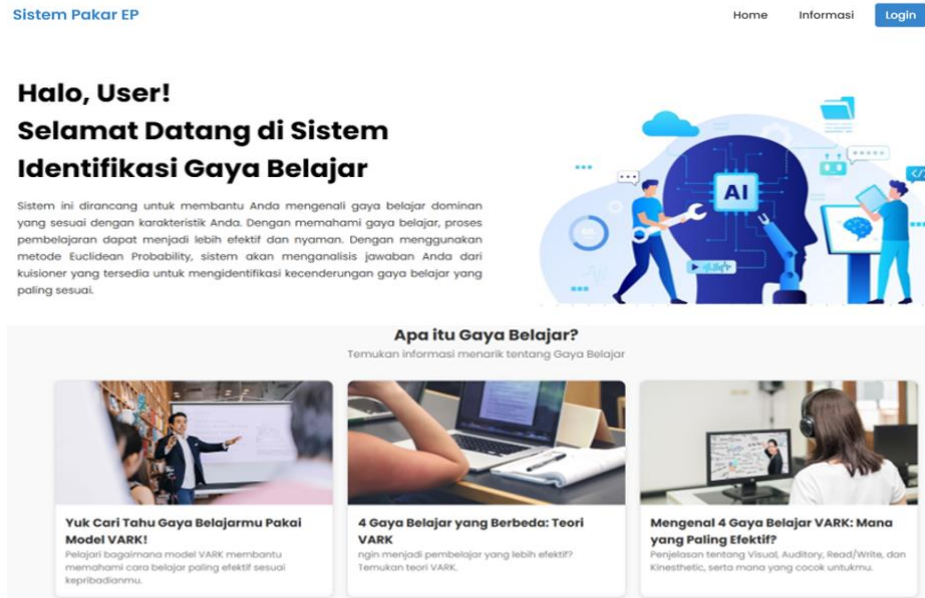 Sistem Pakar EP
Home
Informasi
Login
Halo, User!
Selamat Datang di Sistem
Identifikasi Gaya Belajar
Sistem ini dirancang untuk membantu Anda mengenali gaya belajar dominan
yang sesuai dengan karakteristik Anda. Dengan memahami gaya belajar, proses
pembelajaran dapat menjadi lebih efektif dan nyaman. Dengan menggunakan
metode Euclidean Probability, sistem akan menganalisis jawaban Anda dari
kuisioner yang tersedia untuk mengidentifikasi kecenderungan gaya belajar yang
paling sesuai.
AI
Apa itu Gaya Belajar?
Temukan informasi menarik tentang Gaya Belajar
Yuk Cari Tahu Gaya Belajarmu Pakai
Model VARK!
Pelajari bagaimana model VARK membantu
memahami cara belajar paling efektif sesuai
kepribadianmu.
4 Gaya Belajar yang Berbeda: Teori
VARK
ngin menjadi pembelajar yang lebih efektif?
Temukan teori VARK.
Mengenal 4 Gaya Belajar VARK: Mana
yang Paling Efektif?
Penjelasan tentang Visual, Auditory, Read/Write, dan
Kinesthetic, serta mana yang cocok untukmu.